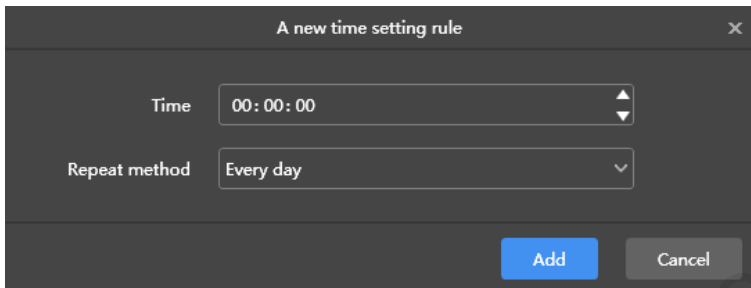 A new time setting rule
Time 00:00:00
Repeat method Every day
Add Cancel